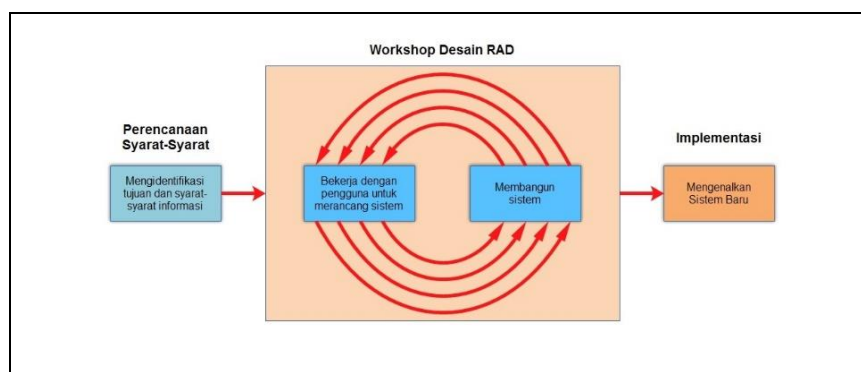 Workshop Desain RAD
Perencanaan
Syarat-Syarat
Mengidentifikasi
tujuan dan syarat-
syarat informasi
Bekerja dengan
pengguna untuk
merancang sistem
Membangun
sistem
Implementasi
Mengenalkan
Sistem Baru